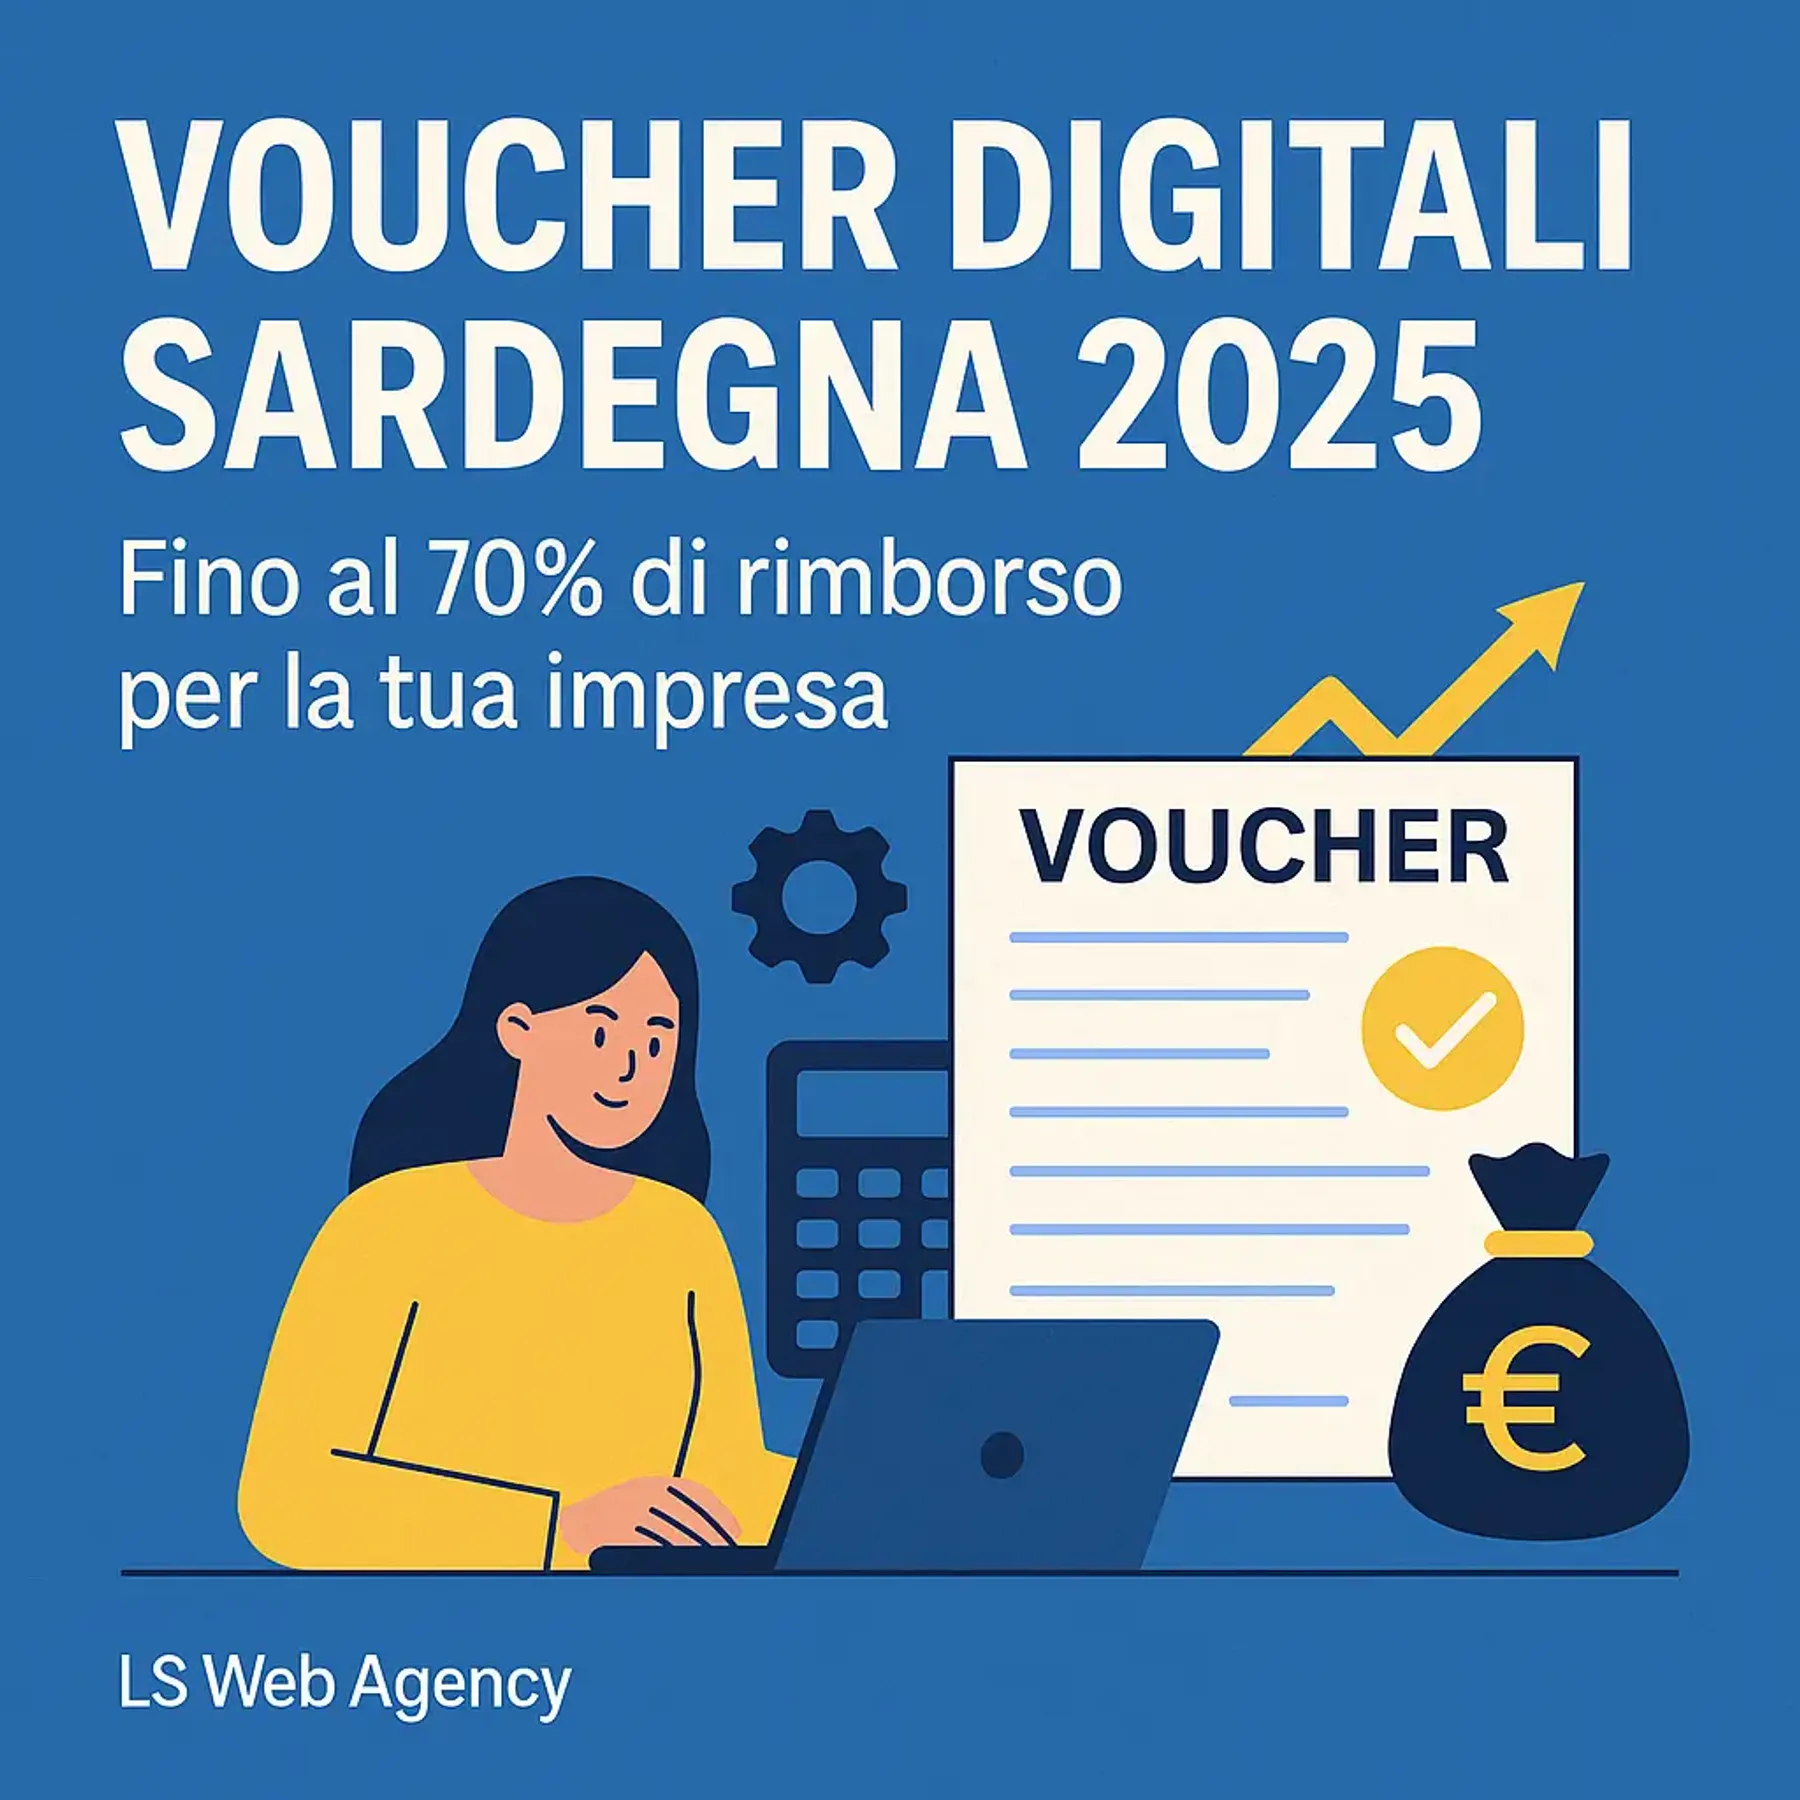 VOUCHER DIGITALI
SARDEGNA 2025
Fino al 70% di rimborso
per la tua impresa
VOUCHER
€
LS Web Agency